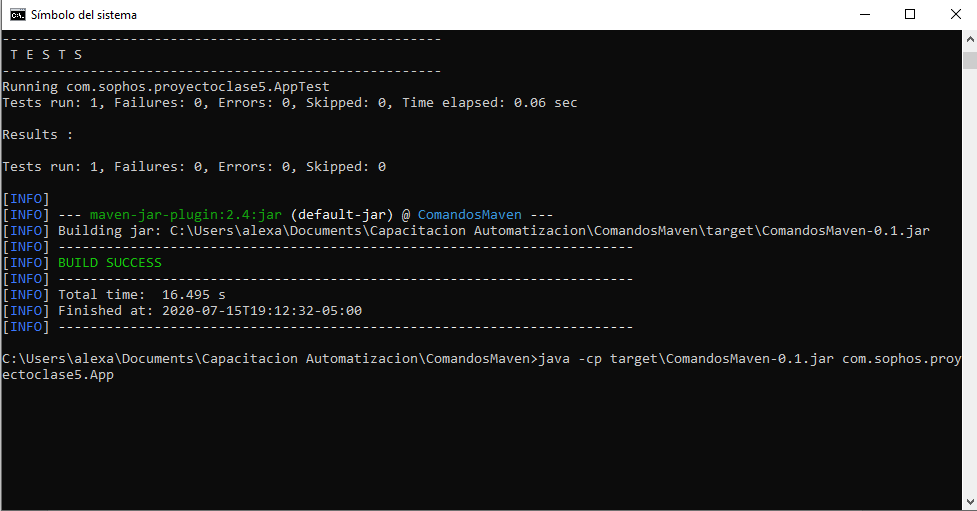 Símbolo del sistema
-------------------------------------------------------
 T E S T S
-------------------------------------------------------
Running com.sophos.proyectoclase5.AppTest
Tests run: 1, Failures: 0, Errors: 0, Skipped: 0, Time elapsed: 0.06 sec
Results :
Tests run: 1, Failures: 0, Errors: 0, Skipped: 0
[INFO]
[INFO] --- maven-jar-plugin:2.4:jar (default-jar) @ ComandosMaven ---
[INFO] Building jar: C:\Users\alexa\Documents\Capacitacion Automatizacion\ComandosMaven\target\ComandosMaven-0.1.jar
[INFO] ------------------------------------------------------------------------
[INFO] BUILD SUCCESS
[INFO] ------------------------------------------------------------------------
[INFO] Total time:  16.495 s
[INFO] Finished at: 2020-07-15T19:12:32-05:00
[INFO] ------------------------------------------------------------------------
C:\Users\alexa\Documents\Capacitacion Automatizacion\ComandosMaven>java -cp target\ComandosMaven-0.1.jar com.sophos.proy
ectoclase5.App